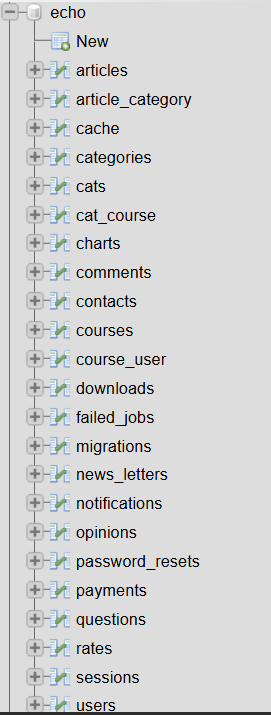 echo
New
articles
article_category
cache
categories
cats
cat_course
charts
comments
contacts
courses
course_user
downloads
failed_jobs
migrations
news_letters
notifications
opinions
password_resets
payments
questions
rates
sessions
users